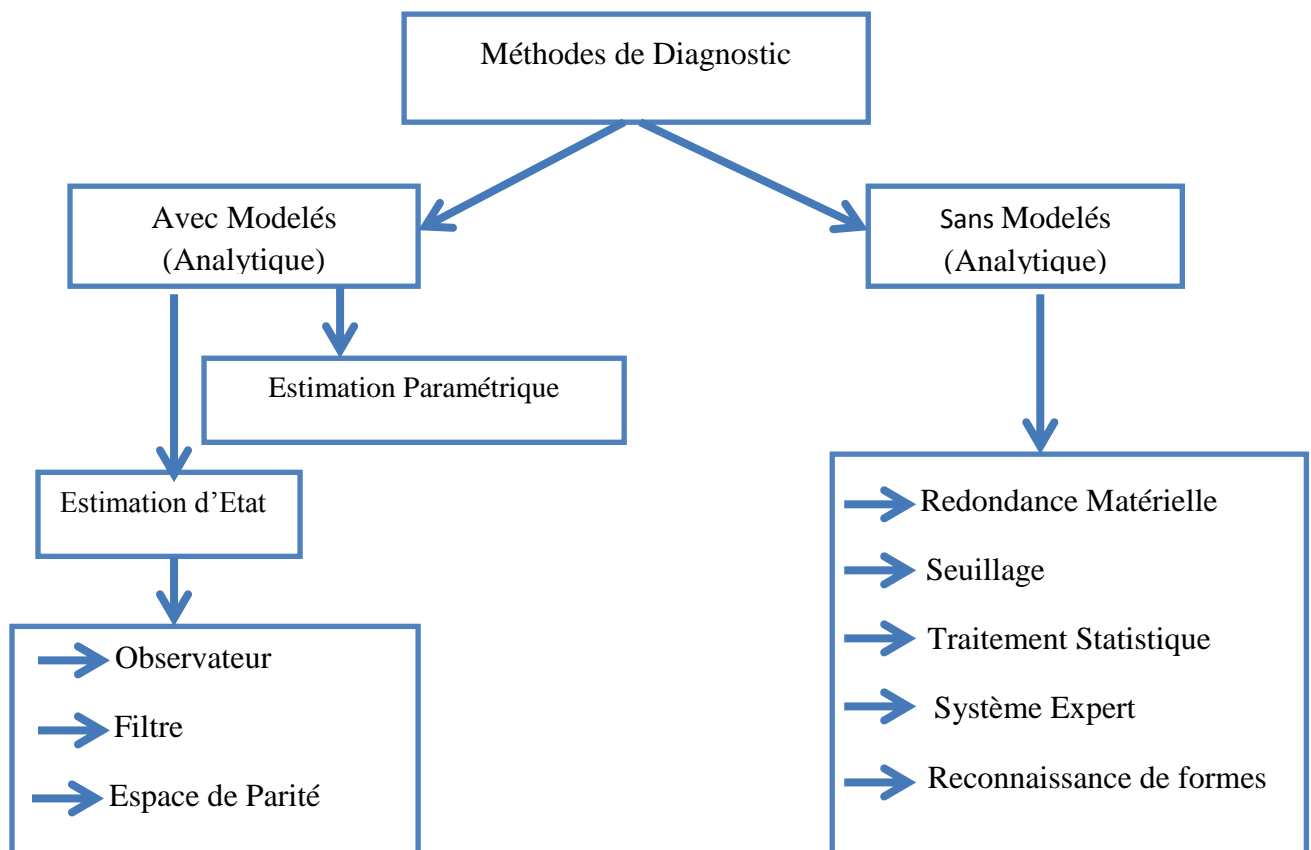 Méthodes de Diagnostic
Avec Modelés
(Analytique)
Sans Modelés
(Analytique)
Estimation Paramétrique
Estimation d’Etat
Observateur
Filtre
Espace de Parité
Redondance Matérielle
Seuillage
Traitement Statistique
Système Expert
Reconnaissance de formes